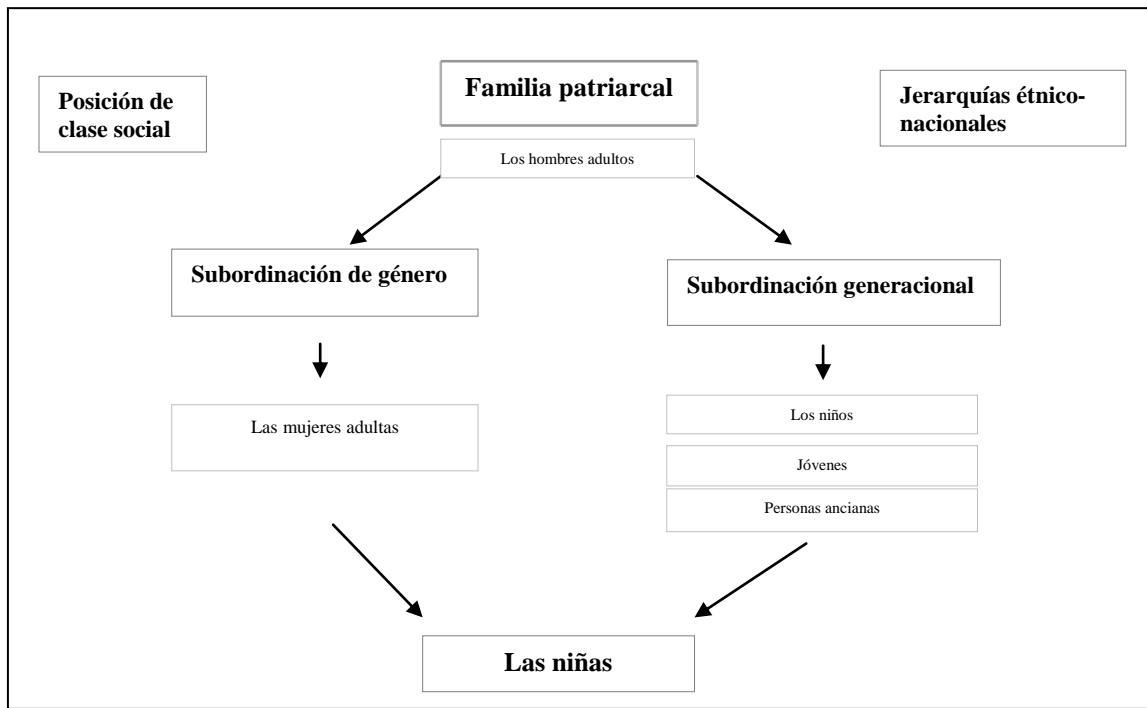 Familia patriarcal
Posición de
clase social
Jerarquías étnico-
nacionales
Los hombres adultos
Subordinación de género
Subordinación generacional
Las mujeres adultas
Los niños
Jóvenes
Personas ancianas
Las niñas